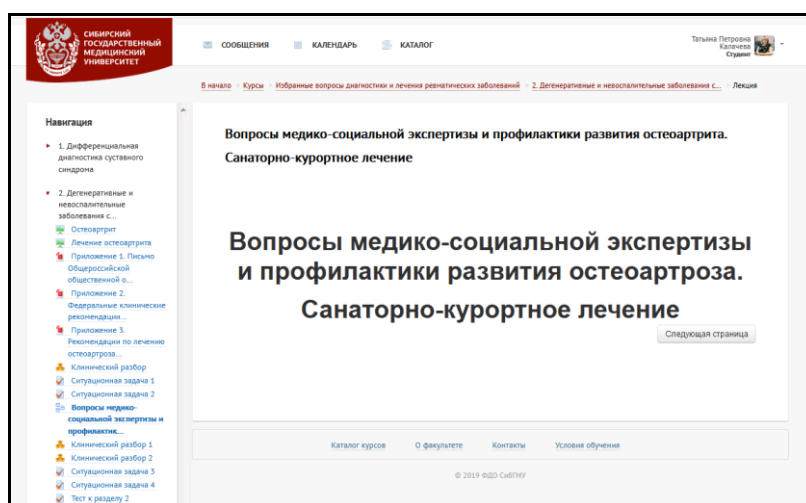 СИБИРСКИЙ
ГОСУДАРСТВЕННЫЙ
МЕДИЦИНСКИЙ
УНИВЕРСИТЕТ
СООБЩЕНИЯ
КАЛЕНДАРЬ
КАТАЛОГ
Татьяна Петровна
Калачева
Студент
В начало
Курсы
Избранные вопросы диагностики и лечения ревматических заболеваний
2. Дегенеративные и невоспалительные заболевания с...
Лекция
Навигация
1. Дифференциальная
диагностика суставного
синдрома
2. Дегенеративные и
невоспалительные
заболевания с...
Остеоартрит
Лечение остеоартрита
Приложение 1. Письмо
Общероссийской
общественной о...
Приложение 2.
Федеральные клинические
рекомендации...
Приложение 3.
Рекомендации по лечению
остеоартроза...
Клинический разбор
Ситуационная задача 1
Ситуационная задача 2
Вопросы медико-
социальной экспертизы и
профилактик...
Клинический разбор 1
Клинический разбор 2
Ситуационная задача 3
Ситуационная задача 4
Тест к разделу 2
Вопросы медико-социальной экспертизы и профилактики развития остеоартрита.
Санаторно-курортное лечение
Вопросы медико-социальной экспертизы
и профилактики развития остеоартроза.
Санаторно-курортное лечение
Следующая страница
Каталог курсов
О факультете
Контакты
Условия обучения
© 2019 ФДО СибГМУ